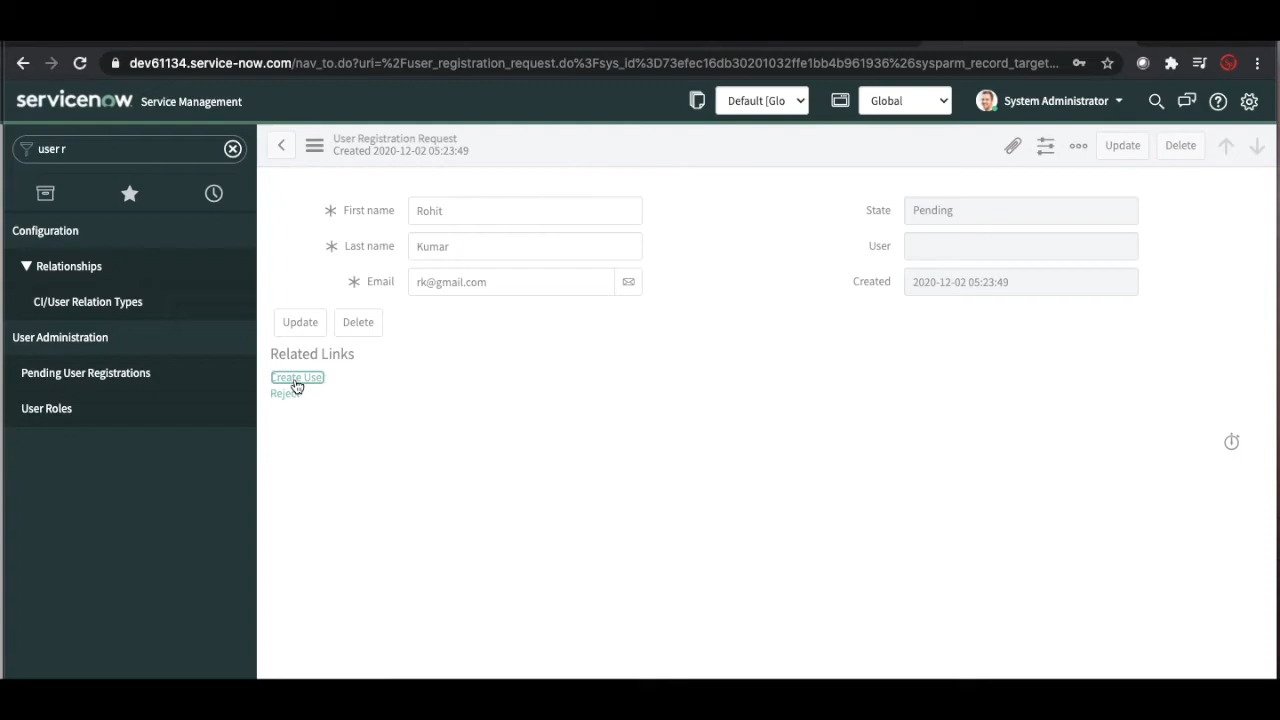 dev61134.service-now.com/nav_to.do?uri=%2Fuser_registration_request.do%3Fsys_id%3D73efec16db30201032ffe1bb4b961936%26sysparm_record_target...
servicenow Service Management
Default [Glo
Global
System Administrator
user r
User Registration Request
Created 2020-12-02 05:23:49
Update
Delete
Configuration
Relationships
CI/User Relation Types
User Administration
Pending User Registrations
User Roles
First name Rohit
State Pending
Last name Kumar
User
Email rk@gmail.com
Created 2020-12-02 05:23:49
Update Delete
Related Links
Create User
Reject